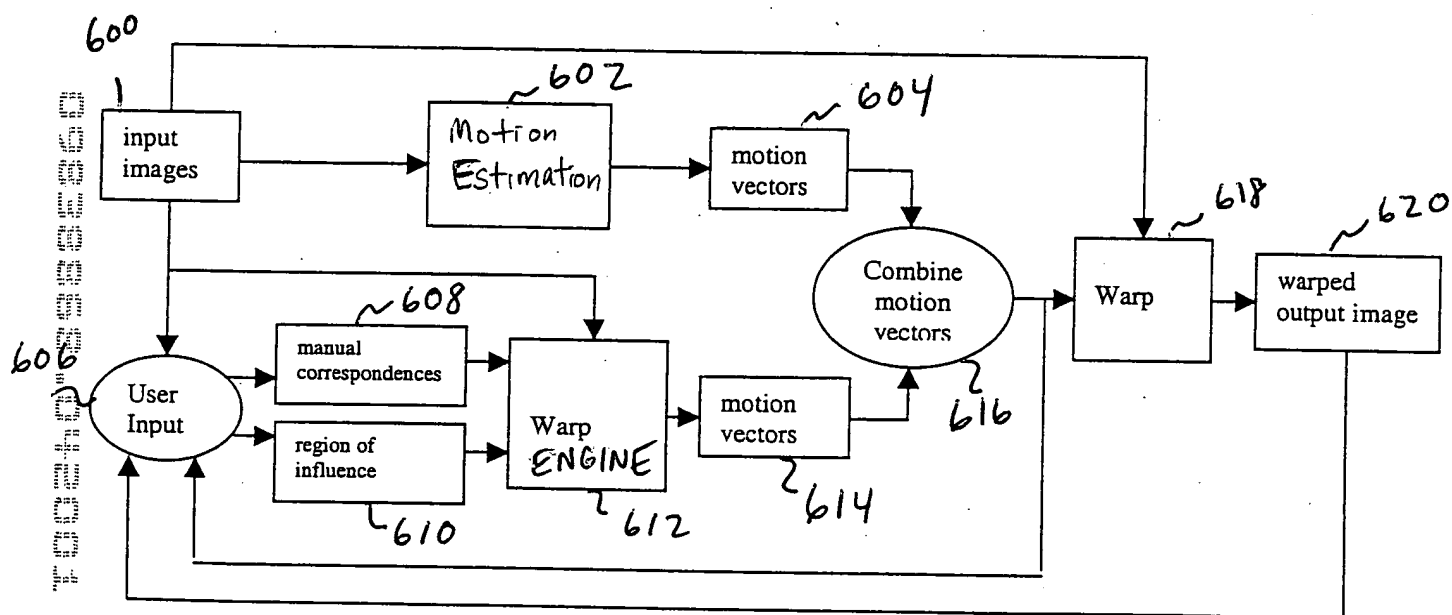 600
602
604
input
images
Motion
Estimation
motion
vectors
618
620
Combine
motion
vectors
Warp
warped
output image
608
606
User
Input
manual
correspondences
region of
influence
Warp
ENGINE
motion
vectors
616
610
612
614